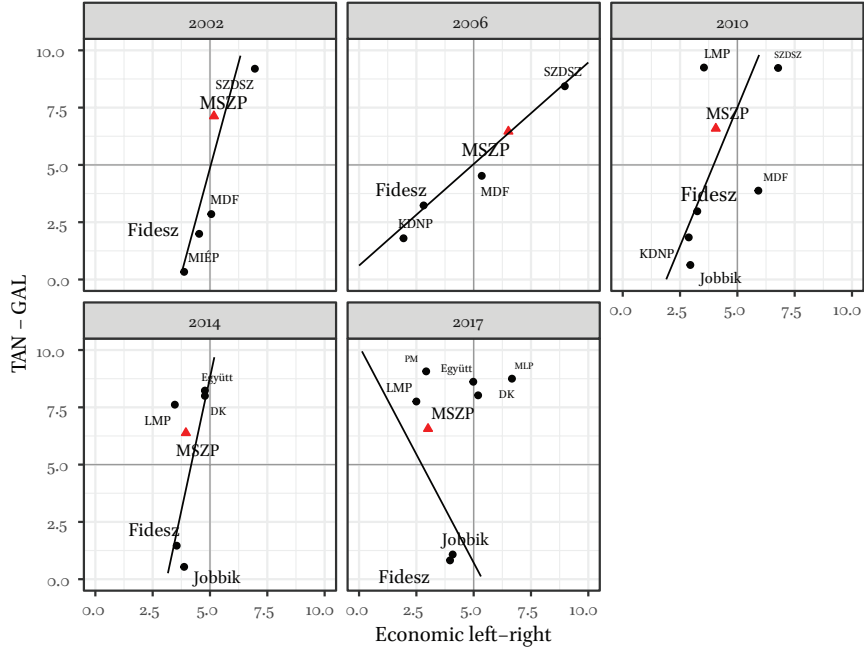 2002
2006
2010
10.0
7.5
5.0
2.5
0.0
SZDSZ
MSZP
MDF
Fidesz
MIÉP
SZDSZ
MSZP
MDF
Fidesz
KDNP
LMP
SZDSZ
MSZP
MDF
Fidesz
KDNP
Jobbik
0.0 2.5 5.0 7.5 10.0
TAN – GAL
2014
2017
10.0
7.5
5.0
2.5
0.0
Együtt
DK
LMP
MSZP
Fidesz
Jobbik
PM
Együtt
MLP
LMP
DK
MSZP
Jobbik
Fidesz
0.0 2.5 5.0 7.5 10.0
0.0 2.5 5.0 7.5 10.0
Economic left–right